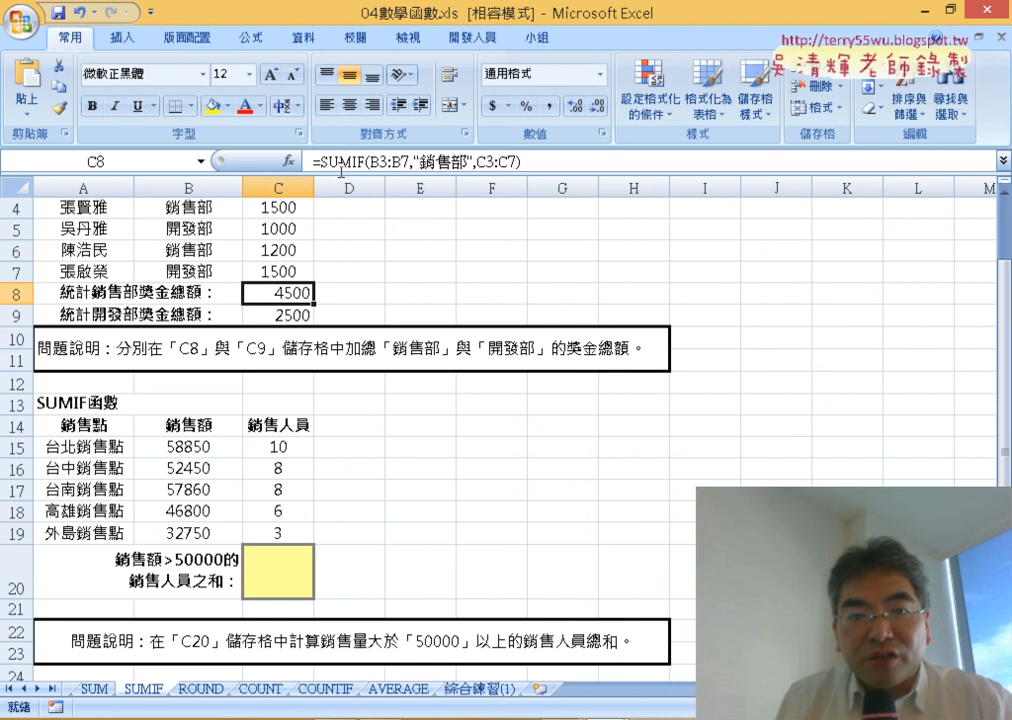 04數學函數.xls [相容模式] - Microsoft Excel
常用 插入 版面配置 公式 資料 校閱 檢視 開發人員 小組
http://terry55wu.blogspot.tw
吳清輝老師錄製
貼上 微軟正黑體 12 通用格式 設定格式化的條件 格式化為表格 儲存格樣式 刪除 格式 排序與篩選 尋找與選取
剪貼簿 字型 對齊方式 數值 樣式 儲存格 編輯
C8 fx =SUMIF(B3:B7,"銷售部",C3:C7)
A B C D E F G H I J K L M
4 張賢雅 銷售部 1500
5 吳丹雅 開發部 1000
6 陳浩民 銷售部 1200
7 張啟榮 開發部 1500
8 統計銷售部獎金總額： 4500
9 統計開發部獎金總額： 2500
10
問題說明：分別在「C8」與「C9」儲存格中加總「銷售部」與「開發部」的獎金總額。
11
12
13 SUMIF函數
14 銷售點 銷售額 銷售人員
15 台北銷售點 58850 10
16 台中銷售點 52450 8
17 台南銷售點 57860 8
18 高雄銷售點 46800 6
19 外島銷售點 32750 3
銷售額>50000的
20 銷售人員之和：
21
22 問題說明：在「C20」儲存格中計算銷售量大於「50000」以上的銷售人員總和。
23
24
SUM SUMIF ROUND COUNT COUNTIF AVERAGE 綜合練習(1)
就緒